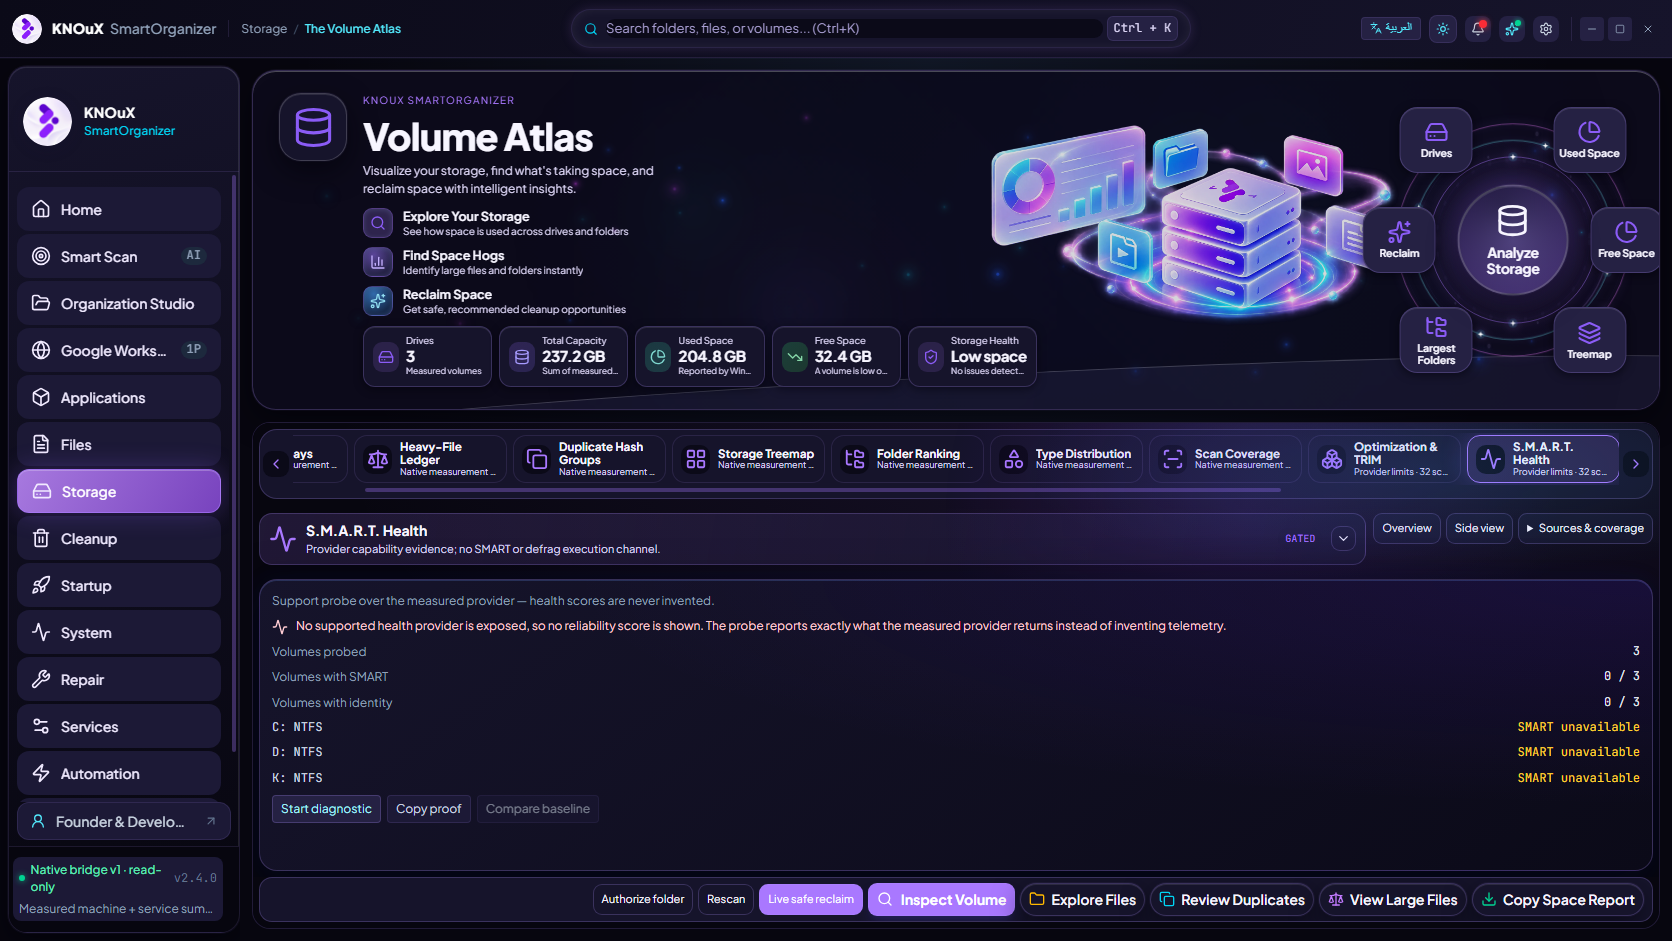 KNOuX SmartOrganizer
Storage / The Volume Atlas
Search folders, files, or volumes... (Ctrl+K)
Ctrl + K
العربية
KNOuX
SmartOrganizer
Home
Smart Scan AI
Organization Studio
Google Works... 1P
Applications
Files
Storage
Cleanup
Startup
System
Repair
Services
Automation
Founder & Develo...
Native bridge v1 · read-only
v2.4.0
Measured machine + service sum...
KNOUX SMARTORGANIZER
Volume Atlas
Visualize your storage, find what's taking space, and
reclaim space with intelligent insights.
Explore Your Storage
See how space is used across drives and folders
Find Space Hogs
Identify large files and folders instantly
Reclaim Space
Get safe, recommended cleanup opportunities
Drives
3
Measured volumes
Total Capacity
237.2 GB
Sum of measured...
Used Space
204.8 GB
Reported by Win...
Free Space
32.4 GB
A volume is low o...
Storage Health
Low space
No issues detect...
Drives
Used Space
Reclaim
Analyze
Storage
Free Space
Largest
Folders
Treemap
ays
urement ...
Heavy-File
Ledger
Native measurement ...
Duplicate Hash
Groups
Native measurement ...
Storage Treemap
Native measurement ...
Folder Ranking
Native measurement ...
Type Distribution
Native measurement ...
Scan Coverage
Native measurement ...
Optimization &
TRIM
Provider limits · 32 sc...
S.M.A.R.T.
Health
Provider limits · 32 sc...
S.M.A.R.T. Health
Provider capability evidence; no SMART or defrag execution channel.
GATED
Overview
Side view
Sources & coverage
Support probe over the measured provider — health scores are never invented.
No supported health provider is exposed, so no reliability score is shown. The probe reports exactly what the measured provider returns instead of inventing telemetry.
Volumes probed 3
Volumes with SMART 0 / 3
Volumes with identity 0 / 3
C: NTFS SMART unavailable
D: NTFS SMART unavailable
K: NTFS SMART unavailable
Start diagnostic
Copy proof
Compare baseline
Authorize folder
Rescan
Live safe reclaim
Inspect Volume
Explore Files
Review Duplicates
View Large Files
Copy Space Report